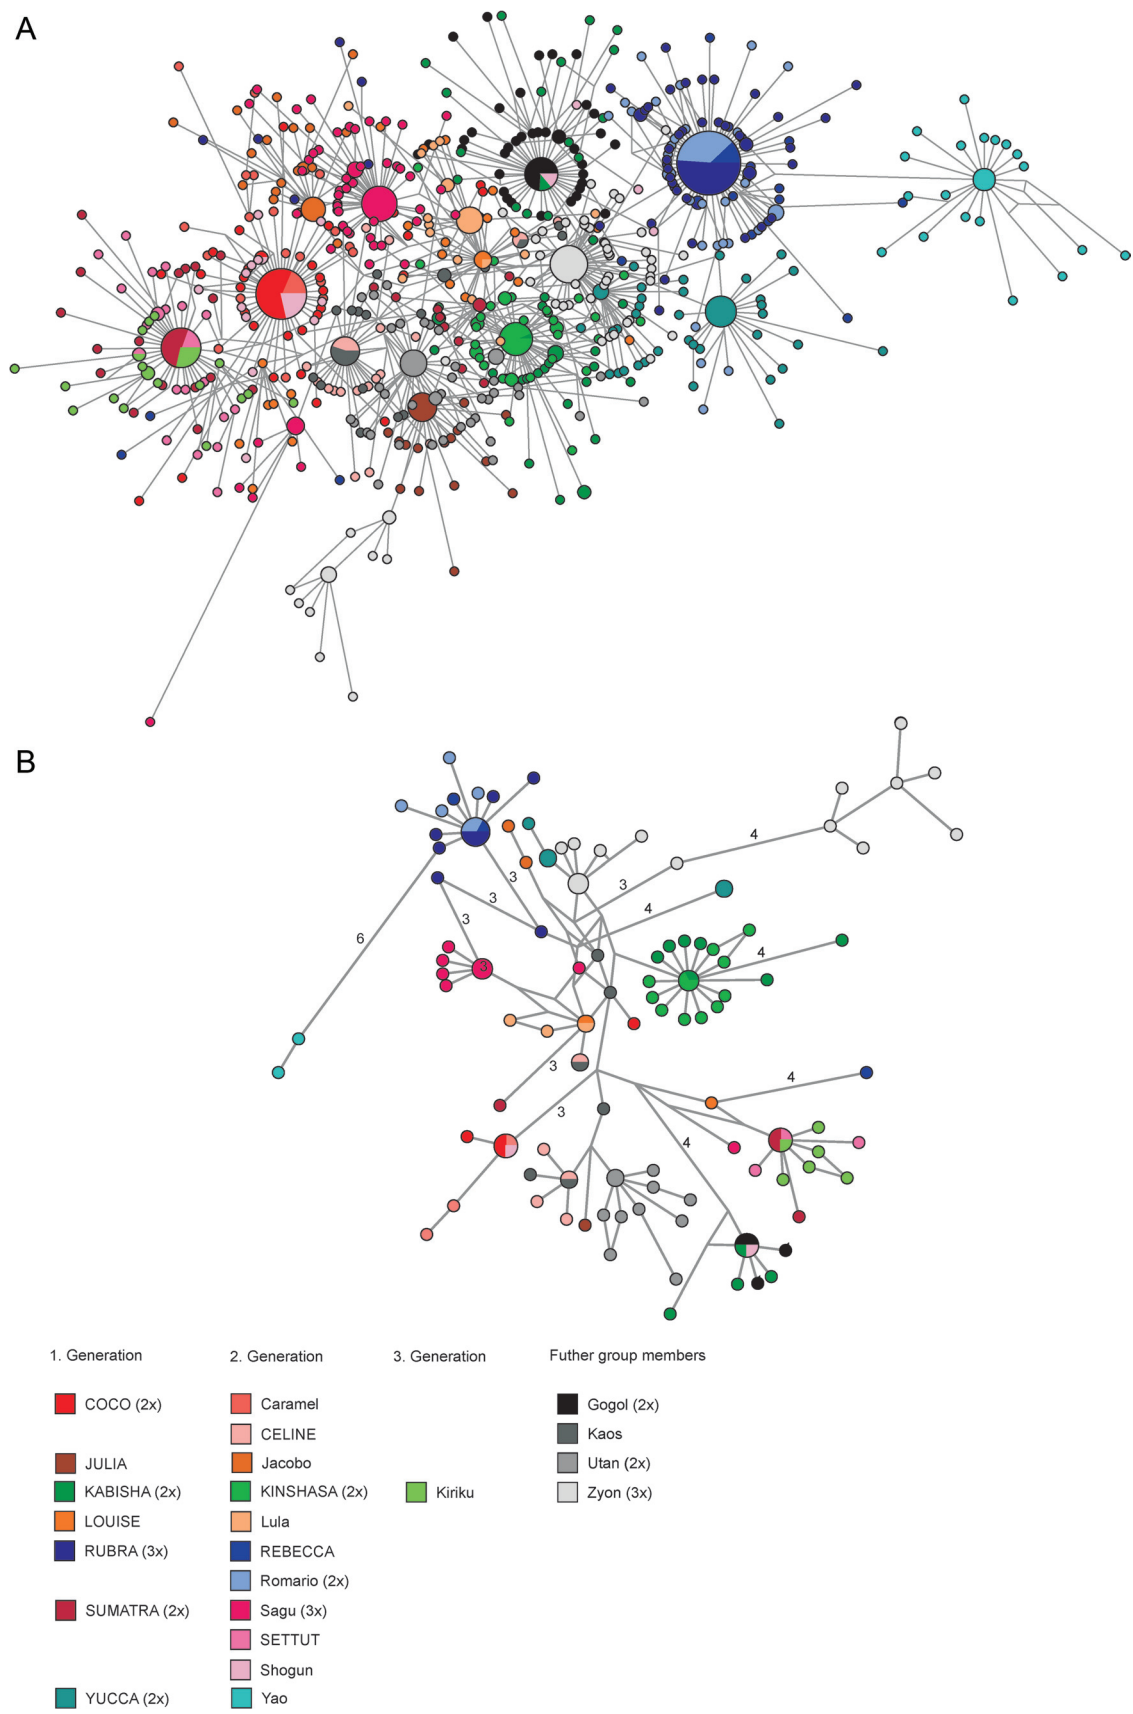 A
B
4
3
3
3
4
6
4
3
3
4
3
4
1. Generation 2. Generation 3. Generation Futher group members
COCO (2x) Caramel Gogol (2x)
CELINE Kaos
JULIA Jacobo Utan (2x)
KABISHA (2x) KINSHASA (2x) Kiriku Zyon (3x)
LOUISE Lula
RUBRA (3x) REBECCA
Romario (2x)
SUMATRA (2x) Sagu (3x)
SETTUT
Shogun
YUCCA (2x) Yao